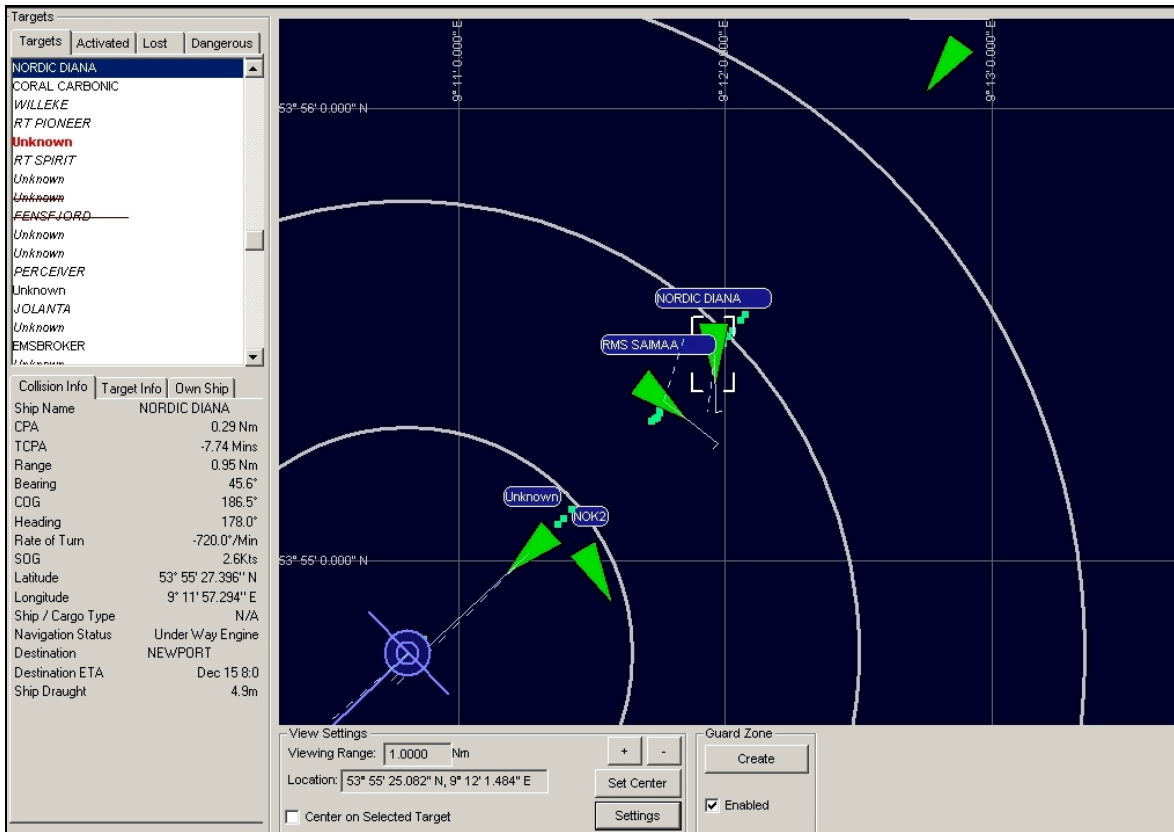 Targets
Targets Activated Lost Dangerous
NORDIC DIANA
CORAL CARBONIC
WILLEKE
RT PIONEER
Unknown
RT SPIRIT
Unknown
Unknown
FENSFJORD
Unknown
Unknown
PERCEIVER
Unknown
JOLANTA
Unknown
EMSBROKER
Unknown
Collision Info Target Info Own Ship
Ship Name NORDIC DIANA
CPA 0.29 Nm
TCPA -7.74 Mins
Range 0.95 Nm
Bearing 45.6°
COG 186.5°
Heading 178.0°
Rate of Turn -720.0°/Min
SOG 2.6Kts
Latitude 53° 55' 27.396'' N
Longitude 9° 11' 57.294'' E
Ship / Cargo Type N/A
Navigation Status Under Way Engine
Destination NEWPORT
Destination ETA Dec 15 8:0
Ship Draught 4.9m
9° 11' 0.000'' E
9° 12' 0.000'' E
9° 13' 0.000'' E
53° 56' 0.000'' N
NORDIC DIANA
RMS SAIMAA
Unknown
NOK2
53° 55' 0.000'' N
View Settings
Viewing Range: 1.0000 Nm
+ -
Location: 53° 55' 25.082'' N, 9° 12' 1.484'' E
Set Center
Center on Selected Target
Settings
Guard Zone
Create
Enabled